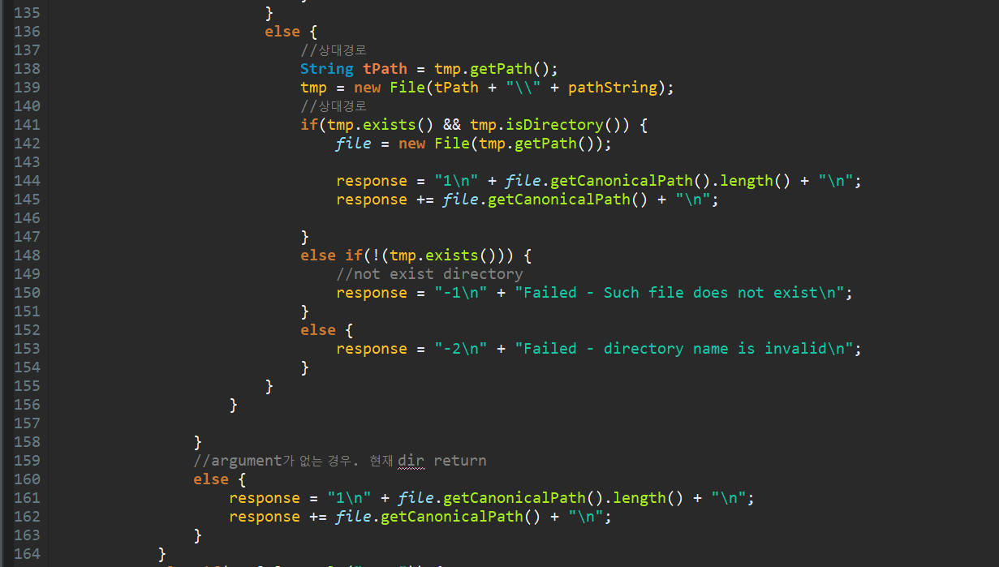 135 }
136 else {
137 //상대경로
138 String tPath = tmp.getPath();
139 tmp = new File(tPath + "\\" + pathString);
140 //상대경로
141 if(tmp.exists() && tmp.isDirectory()) {
142 file = new File(tmp.getPath());
143
144 response = "1\n" + file.getCanonicalPath().length() + "\n";
145 response += file.getCanonicalPath() + "\n";
146
147 }
148 else if(!(tmp.exists())) {
149 //not exist directory
150 response = "-1\n" + "Failed - Such file does not exist\n";
151 }
152 else {
153 response = "-2\n" + "Failed - directory name is invalid\n";
154 }
155 }
156 }
157
158 }
159 //argument가 없는 경우. 현재 dir return
160 else {
161 response = "1\n" + file.getCanonicalPath().length() + "\n";
162 response += file.getCanonicalPath() + "\n";
163 }
164 }